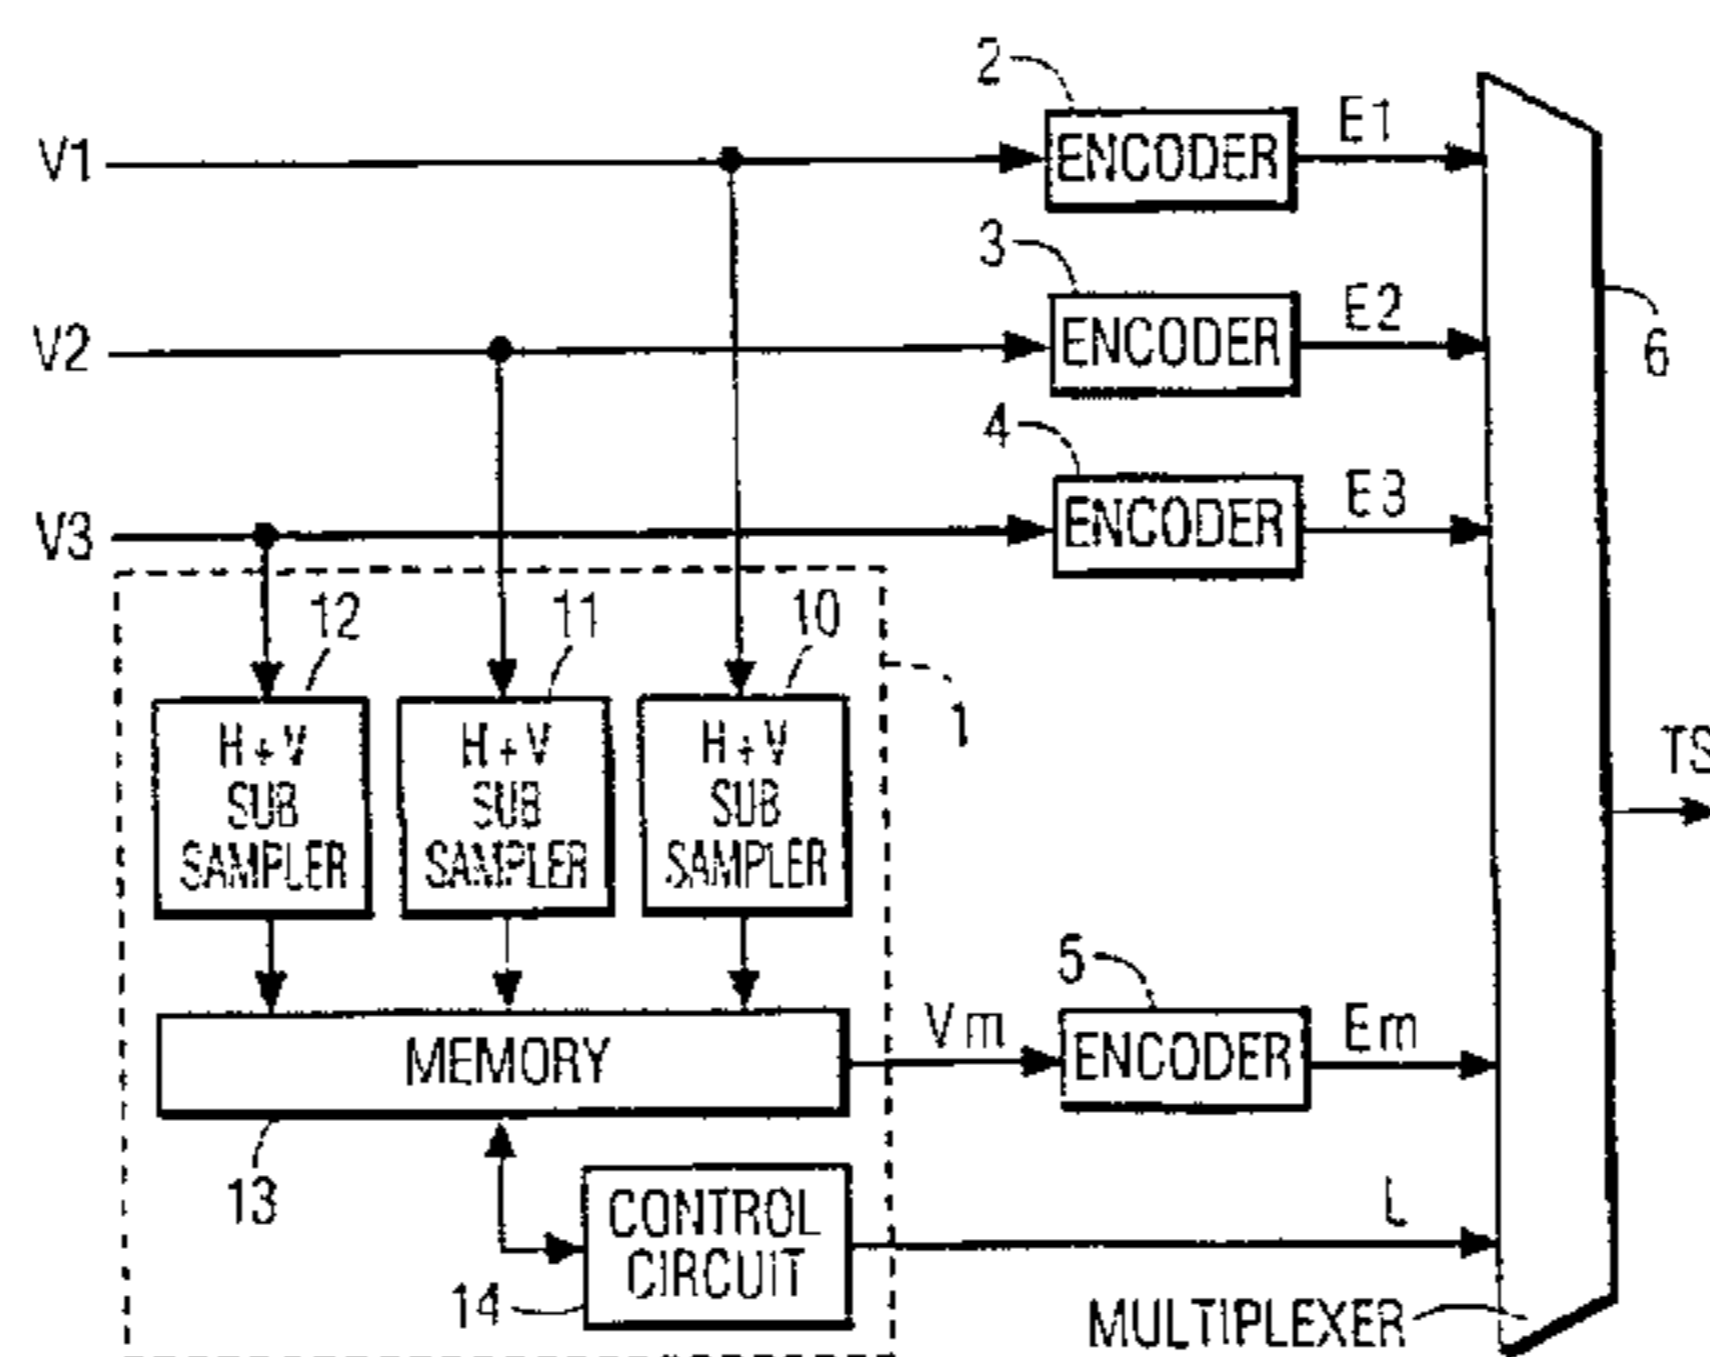 2
V1
ENCODER
E1
3
V2
ENCODER
E2
6
4
V3
ENCODER
E3
12
11
10
1
H + V
SUB
SAMPLER
H + V
SUB
SAMPLER
H + V
SUB
SAMPLER
TS
5
MEMORY
Vm
ENCODER
Em
13
CONTROL
CIRCUIT
L
14
MULTIPLEXER